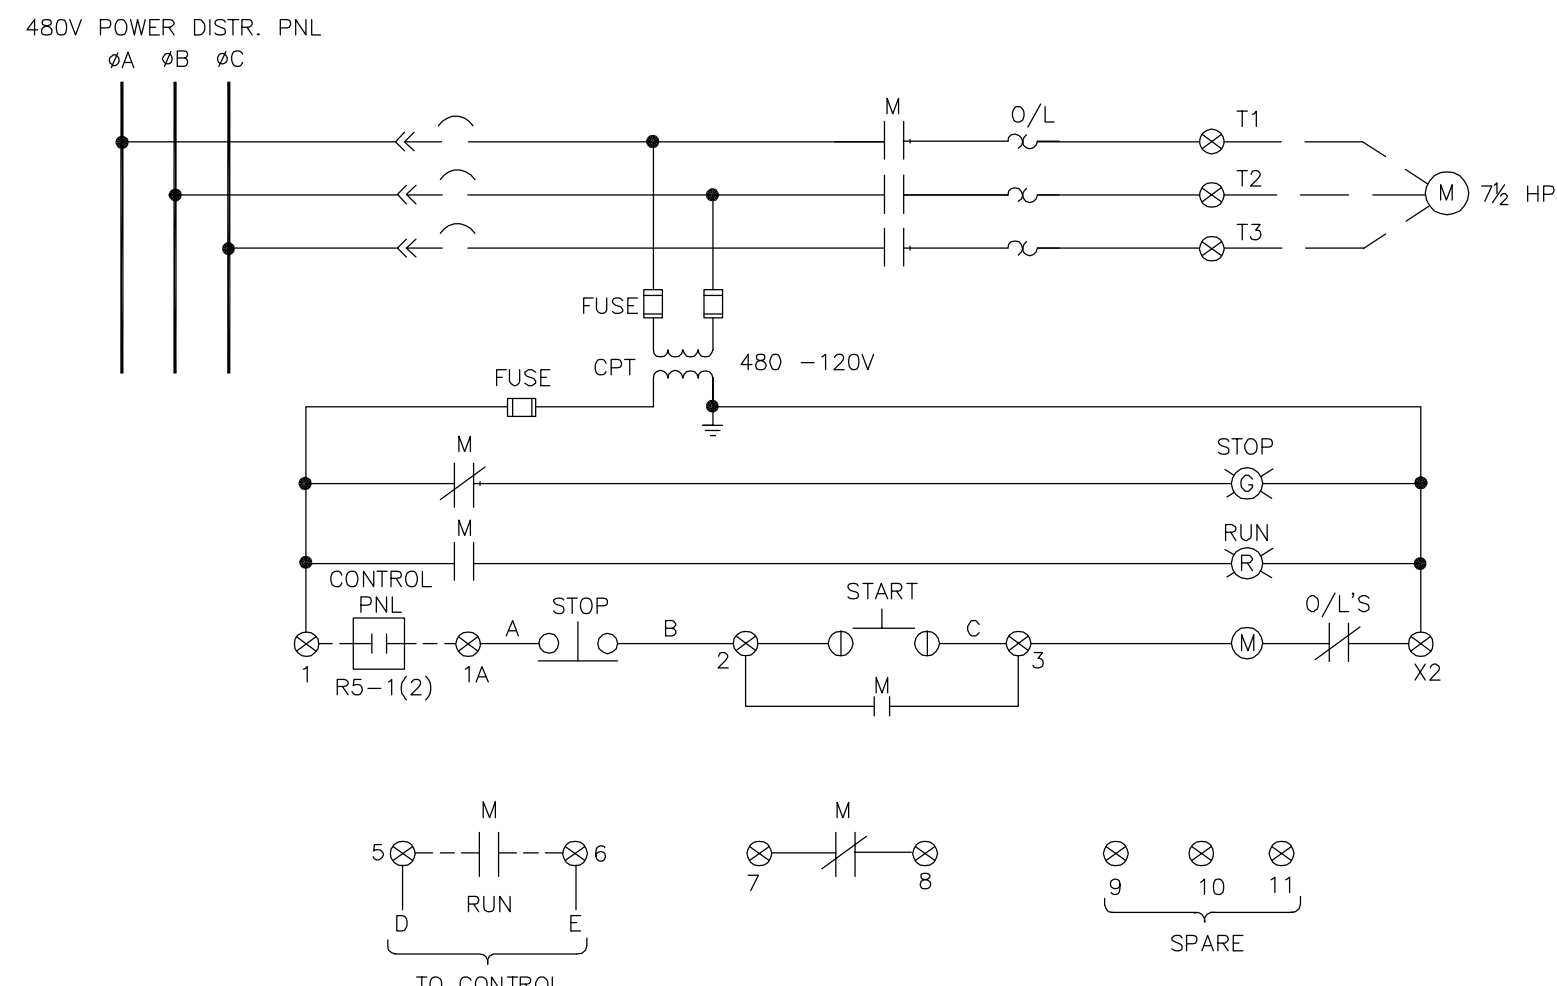 480V POWER DISTR. PNL
øA øB øC
M
O/L
T1
T2
M
7½ HP
T3
FUSE
CPT
480 -120V
FUSE
M
STOP
G
M
RUN
R
CONTROL
PNL
STOP
START
O/L'S
A
B
C
M
1
1A
2
3
X2
R5-1(2)
M
M
M
5
6
7
8
9
10
11
RUN
D
E
SPARE
TO CONTROL